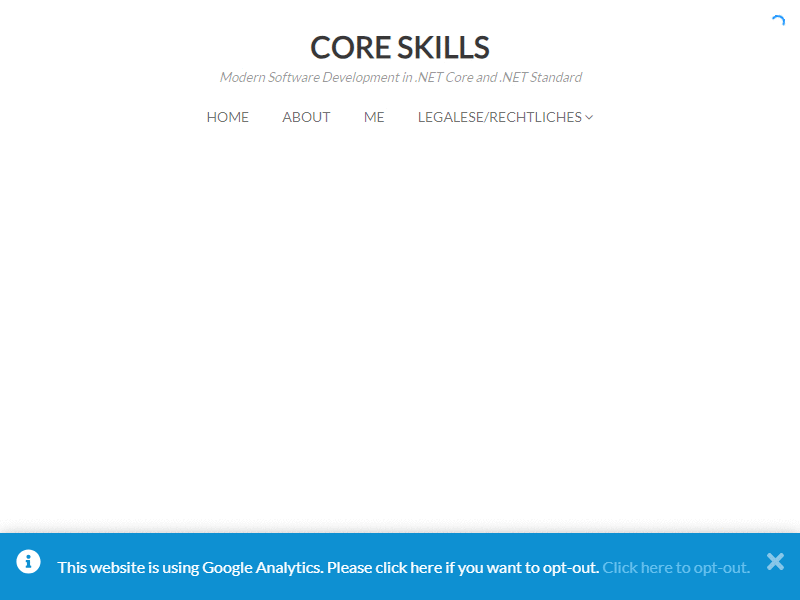 CORE SKILLS
Modern Software Development in .NET Core and .NET Standard
HOME ABOUT ME LEGALESE/RECHTLICHES
This website is using Google Analytics. Please click here if you want to opt-out. Click here to opt-out.